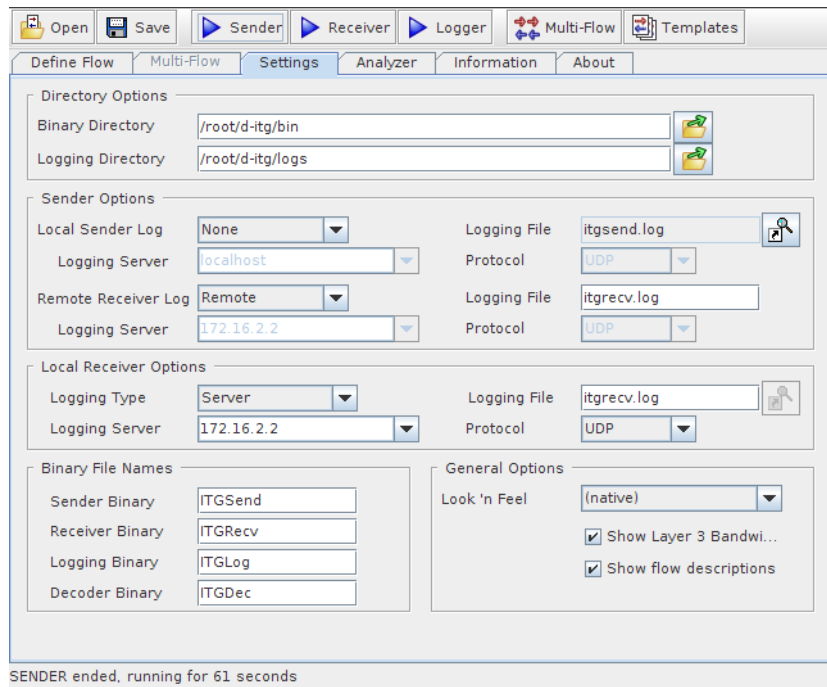 Open Save Sender Receiver Logger Multi-Flow Templates
Define Flow Multi-Flow Settings Analyzer Information About
Directory Options
Binary Directory /root/d-itg/bin
Logging Directory /root/d-itg/logs
Sender Options
Local Sender Log None Logging File itgsend.log
Logging Server localhost Protocol UDP
Remote Receiver Log Remote Logging File itgrecv.log
Logging Server 172.16.2.2 Protocol UDP
Local Receiver Options
Logging Type Server Logging File itgrecv.log
Logging Server 172.16.2.2 Protocol UDP
Binary File Names General Options
Sender Binary ITGSend Look 'n Feel (native)
Receiver Binary ITGRecv Show Layer 3 Bandwi...
Logging Binary ITGLog Show flow descriptions
Decoder Binary ITGDec
SENDER ended, running for 61 seconds